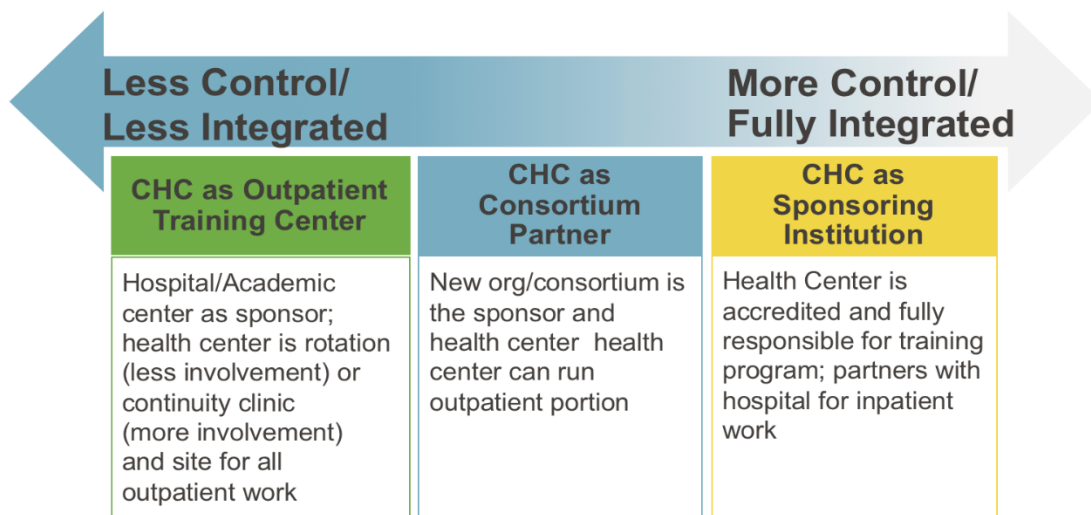 Less Control/
Less Integrated
More Control/
Fully Integrated
CHC as Outpatient
Training Center
Hospital/Academic
center as sponsor;
health center is rotation
(less involvement) or
continuity clinic
(more involvement)
and site for all
outpatient work
CHC as
Consortium
Partner
New org/consortium is
the sponsor and
health center  health
center can run
outpatient portion
CHC as
Sponsoring
Institution
Health Center is
accredited and fully
responsible for training
program; partners with
hospital for inpatient
work